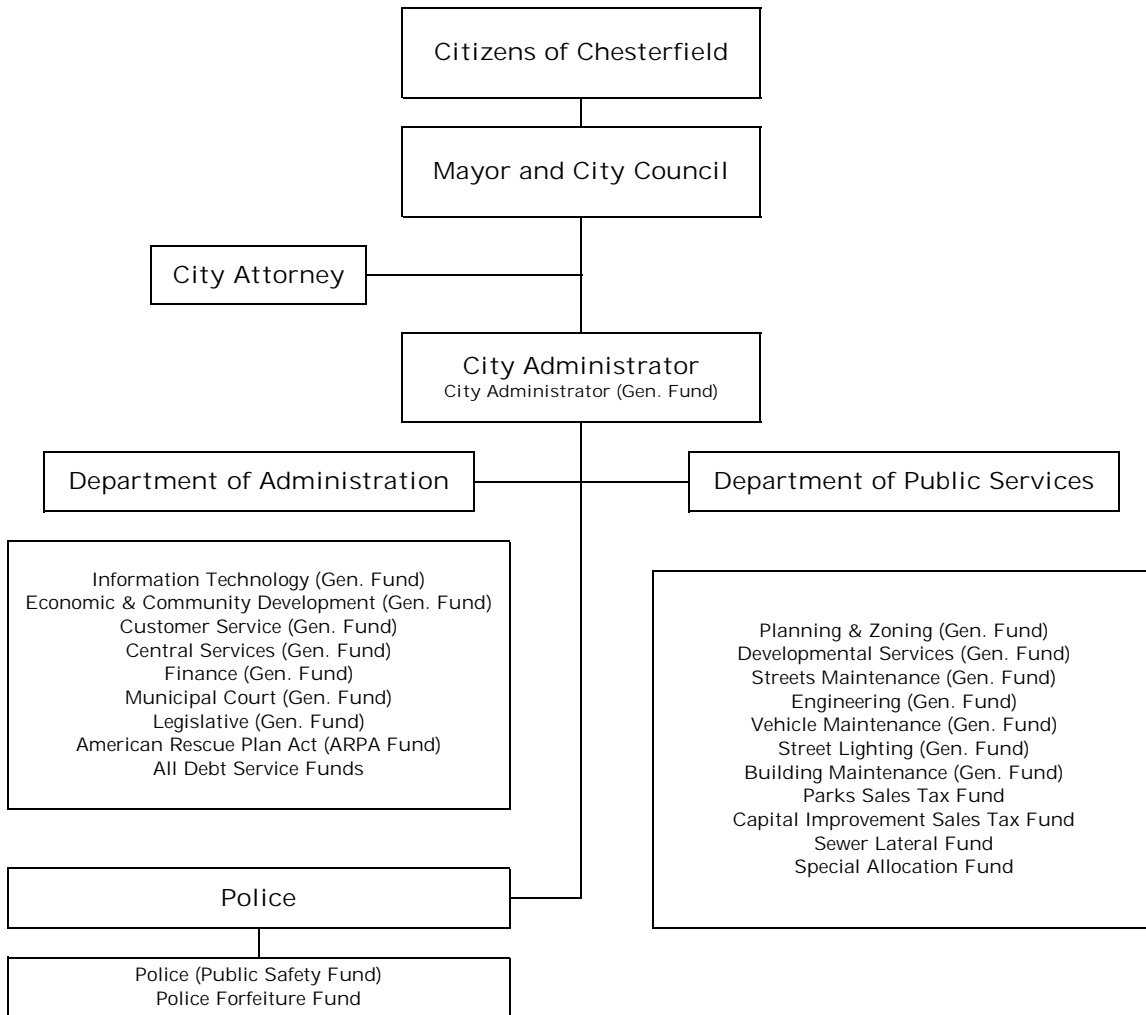 Citizens of Chesterfield
Mayor and City Council
City Attorney
City Administrator
City Administrator (Gen. Fund)
Department of Administration
Department of Public Services
Information Technology (Gen. Fund)
Economic & Community Development (Gen. Fund)
Customer Service (Gen. Fund)
Central Services (Gen. Fund)
Finance (Gen. Fund)
Municipal Court (Gen. Fund)
Legislative (Gen. Fund)
American Rescue Plan Act (ARPA Fund)
All Debt Service Funds
Planning & Zoning (Gen. Fund)
Developmental Services (Gen. Fund)
Streets Maintenance (Gen. Fund)
Engineering (Gen. Fund)
Vehicle Maintenance (Gen. Fund)
Street Lighting (Gen. Fund)
Building Maintenance (Gen. Fund)
Parks Sales Tax Fund
Capital Improvement Sales Tax Fund
Sewer Lateral Fund
Special Allocation Fund
Police
Police (Public Safety Fund)
Police Forfeiture Fund